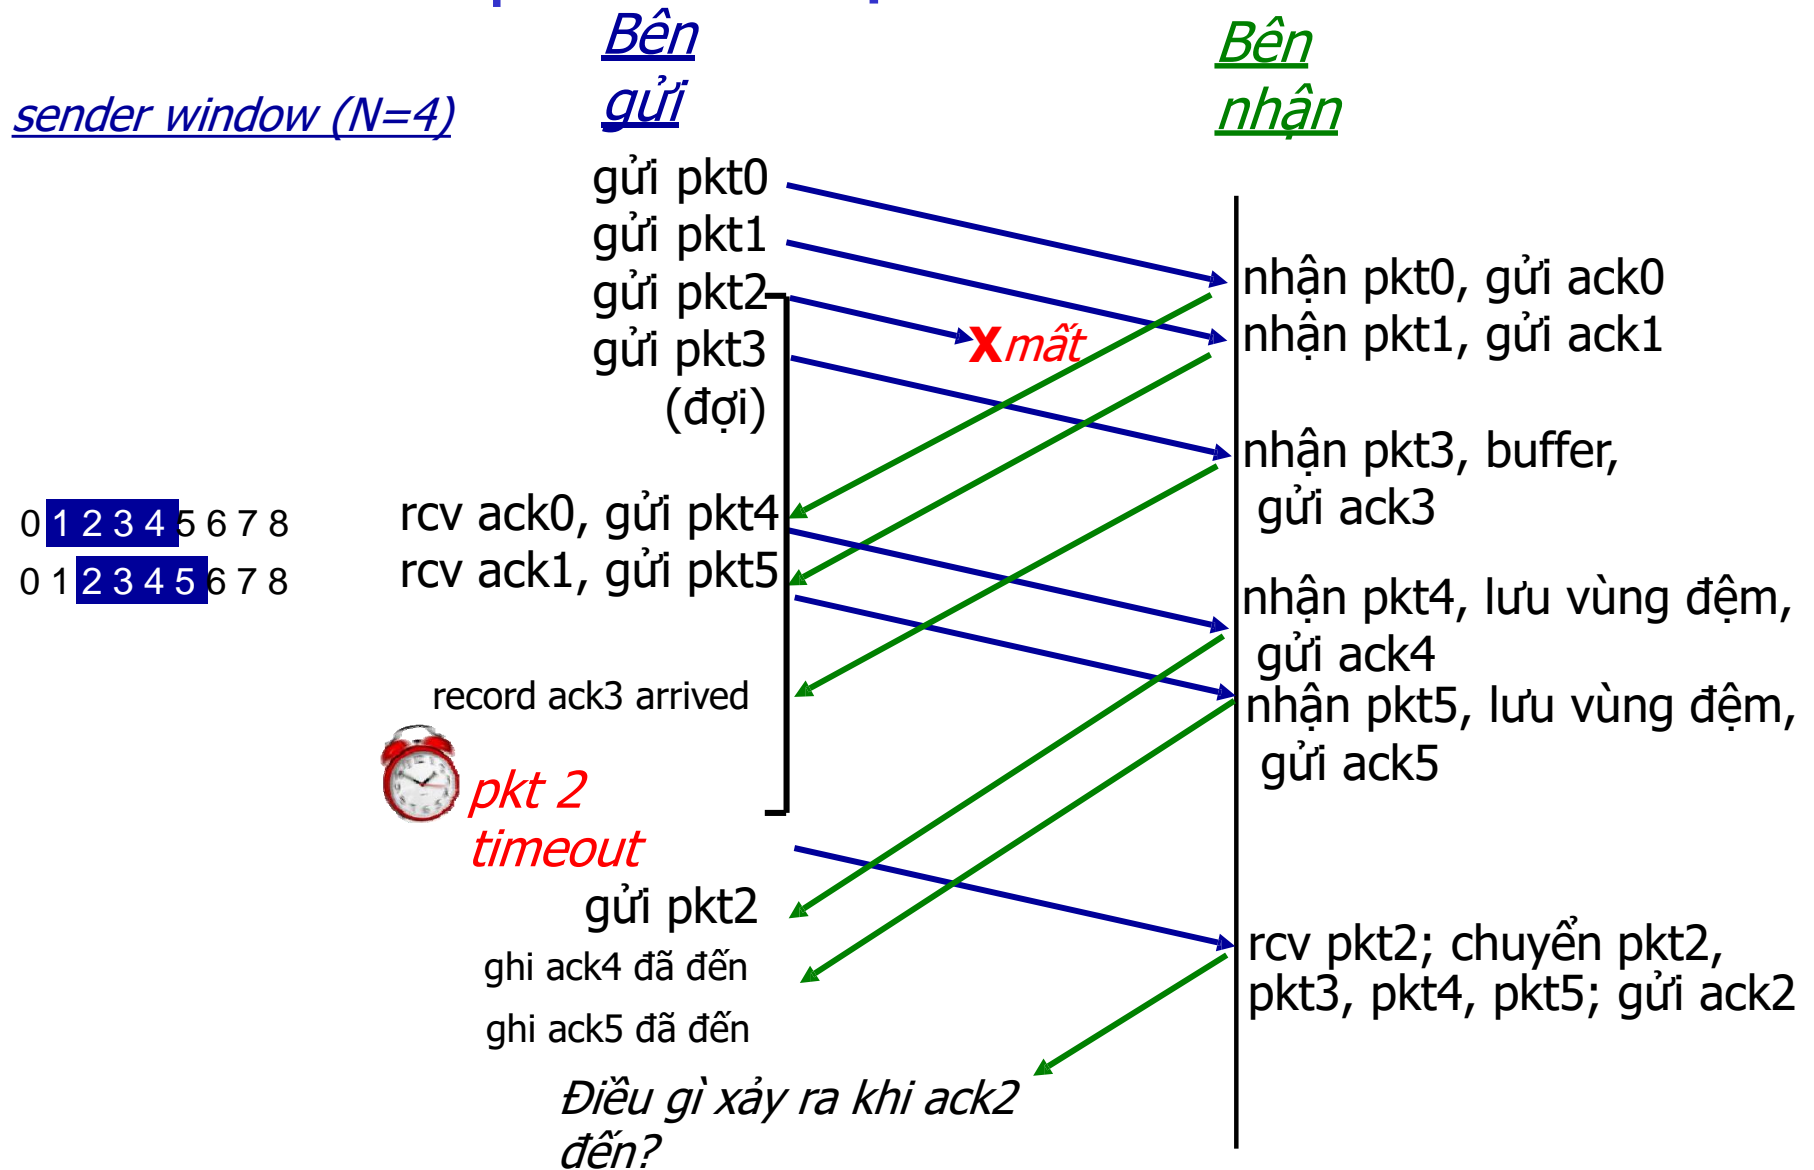 Bên
gửi
Bên
nhận
sender window (N=4)
gửi pkt0
gửi pkt1
gửi pkt2
gửi pkt3
(đợi)
X mất
nhận pkt0, gửi ack0
nhận pkt1, gửi ack1
nhận pkt3, buffer,
gửi ack3
0 1 2 3 4 5 6 7 8
rcv ack0, gửi pkt4
0 1 2 3 4 5 6 7 8
rcv ack1, gửi pkt5
nhận pkt4, lưu vùng đệm,
gửi ack4
record ack3 arrived
nhận pkt5, lưu vùng đệm,
gửi ack5
pkt 2
timeout
gửi pkt2
ghi ack4 đã đến
ghi ack5 đã đến
rcv pkt2; chuyển pkt2,
pkt3, pkt4, pkt5; gửi ack2
Điều gì xảy ra khi ack2
đến?